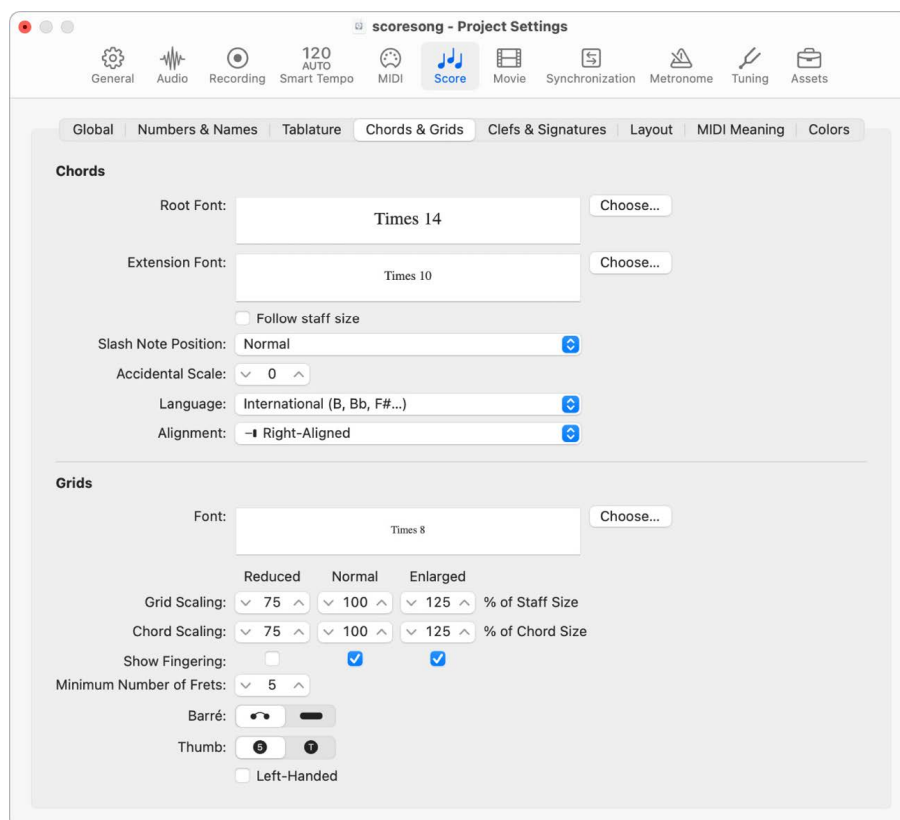 scoresong - Project Settings
120
AUTO
General Audio Recording Smart Tempo MIDI Score Movie Synchronization Metronome Tuning Assets
Global Numbers & Names Tablature Chords & Grids Clefs & Signatures Layout MIDI Meaning Colors
Chords
Root Font: Times 14 Choose...
Extension Font: Times 10 Choose...
Follow staff size
Slash Note Position: Normal
Accidental Scale: 0
Language: International (B, Bb, F#...)
Alignment: Right-Aligned
Grids
Font: Times 8 Choose...
Reduced Normal Enlarged
Grid Scaling: 75 100 125 % of Staff Size
Chord Scaling: 75 100 125 % of Chord Size
Show Fingering:
Minimum Number of Frets: 5
Barré:
Thumb: 5 T
Left-Handed